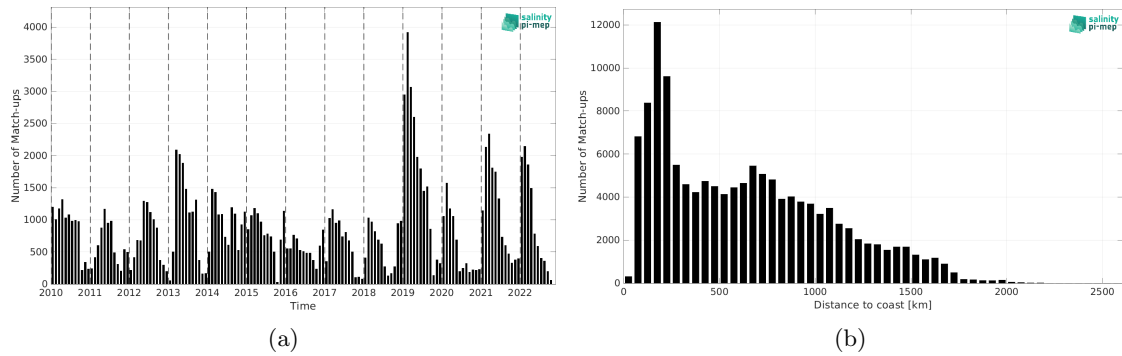 salinity
pi-mep
Number of Match-ups
4000
3500
3000
2500
2000
1500
1000
500
0
2010 2011 2012 2013 2014 2015 2016 2017 2018 2019 2020 2021 2022
Time
(a)
salinity
pi-mep
Number of Match-ups
12000
10000
8000
6000
4000
2000
0
0 500 1000 1500 2000 2500
Distance to coast [km]
(b)